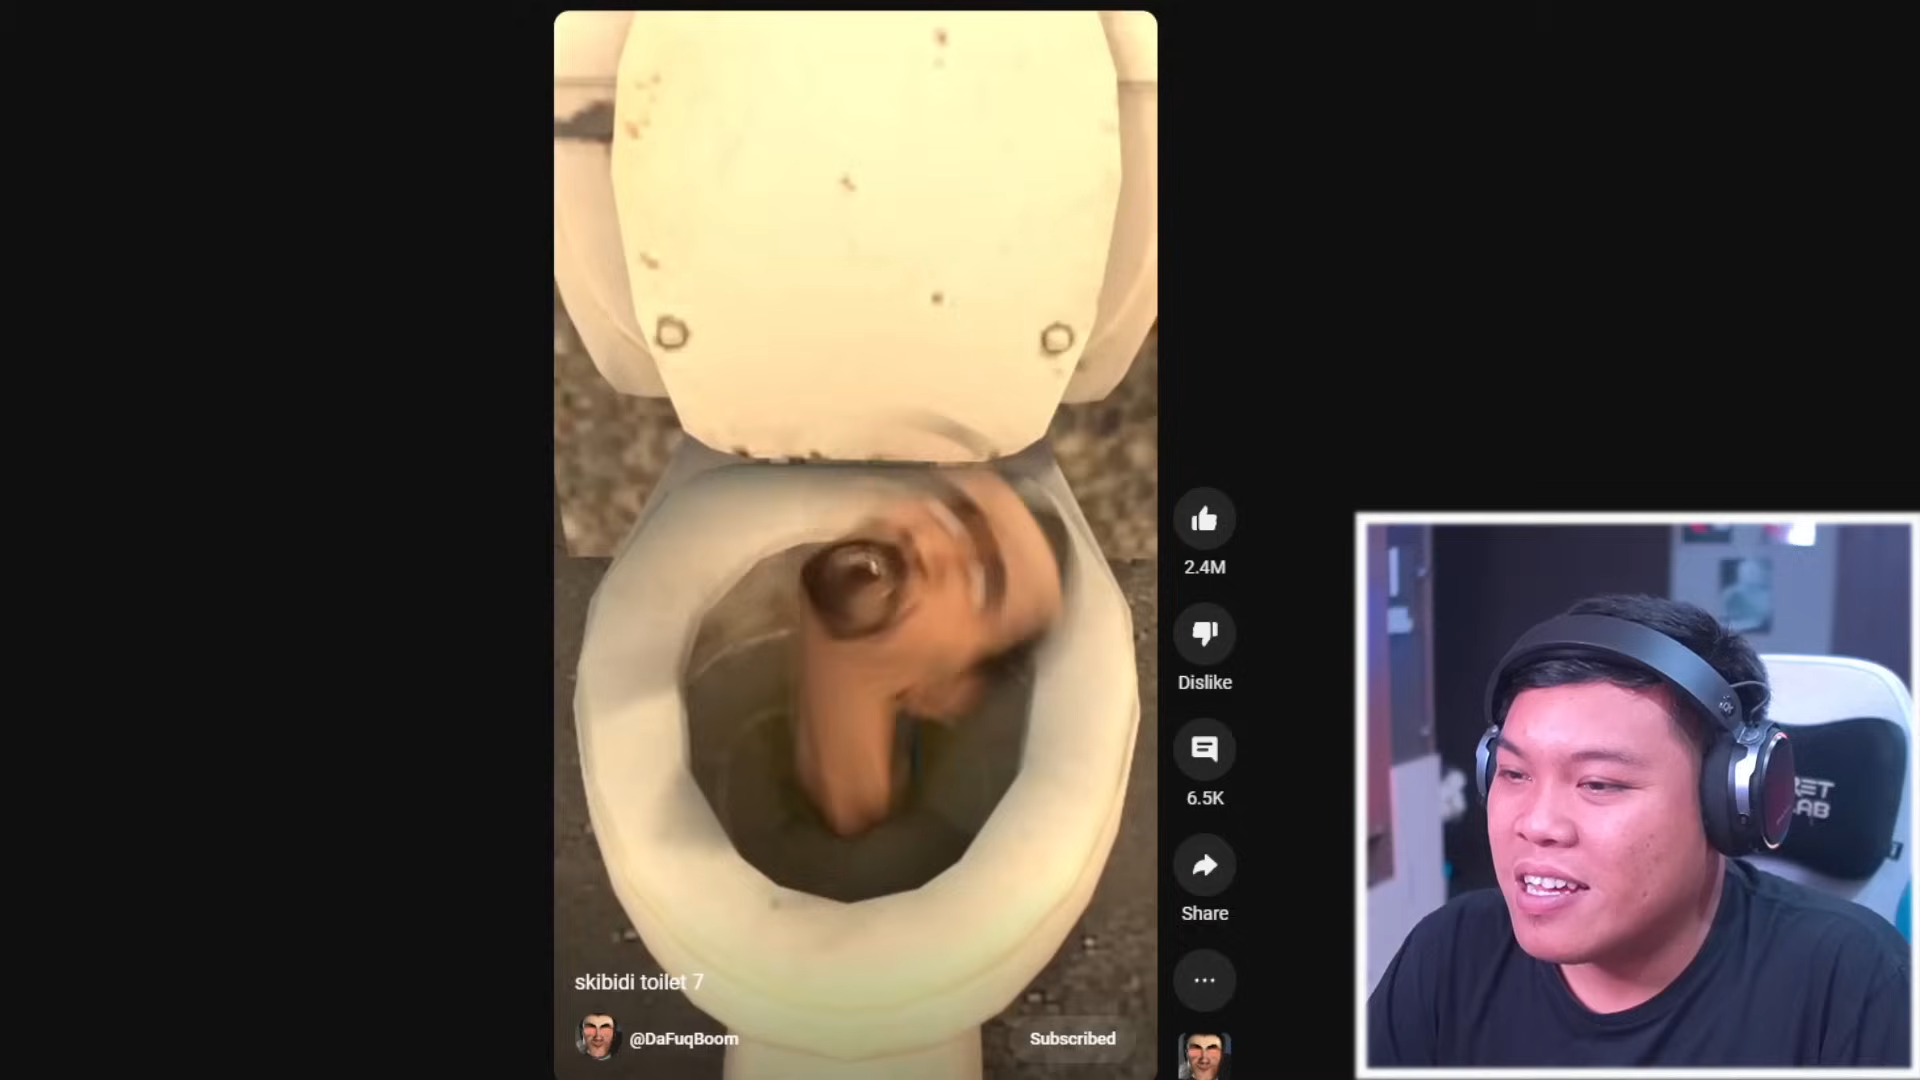 2.4M
Dislike
6.5K
Share
skibidi toilet 7
@DaFuqBoom
Subscribed